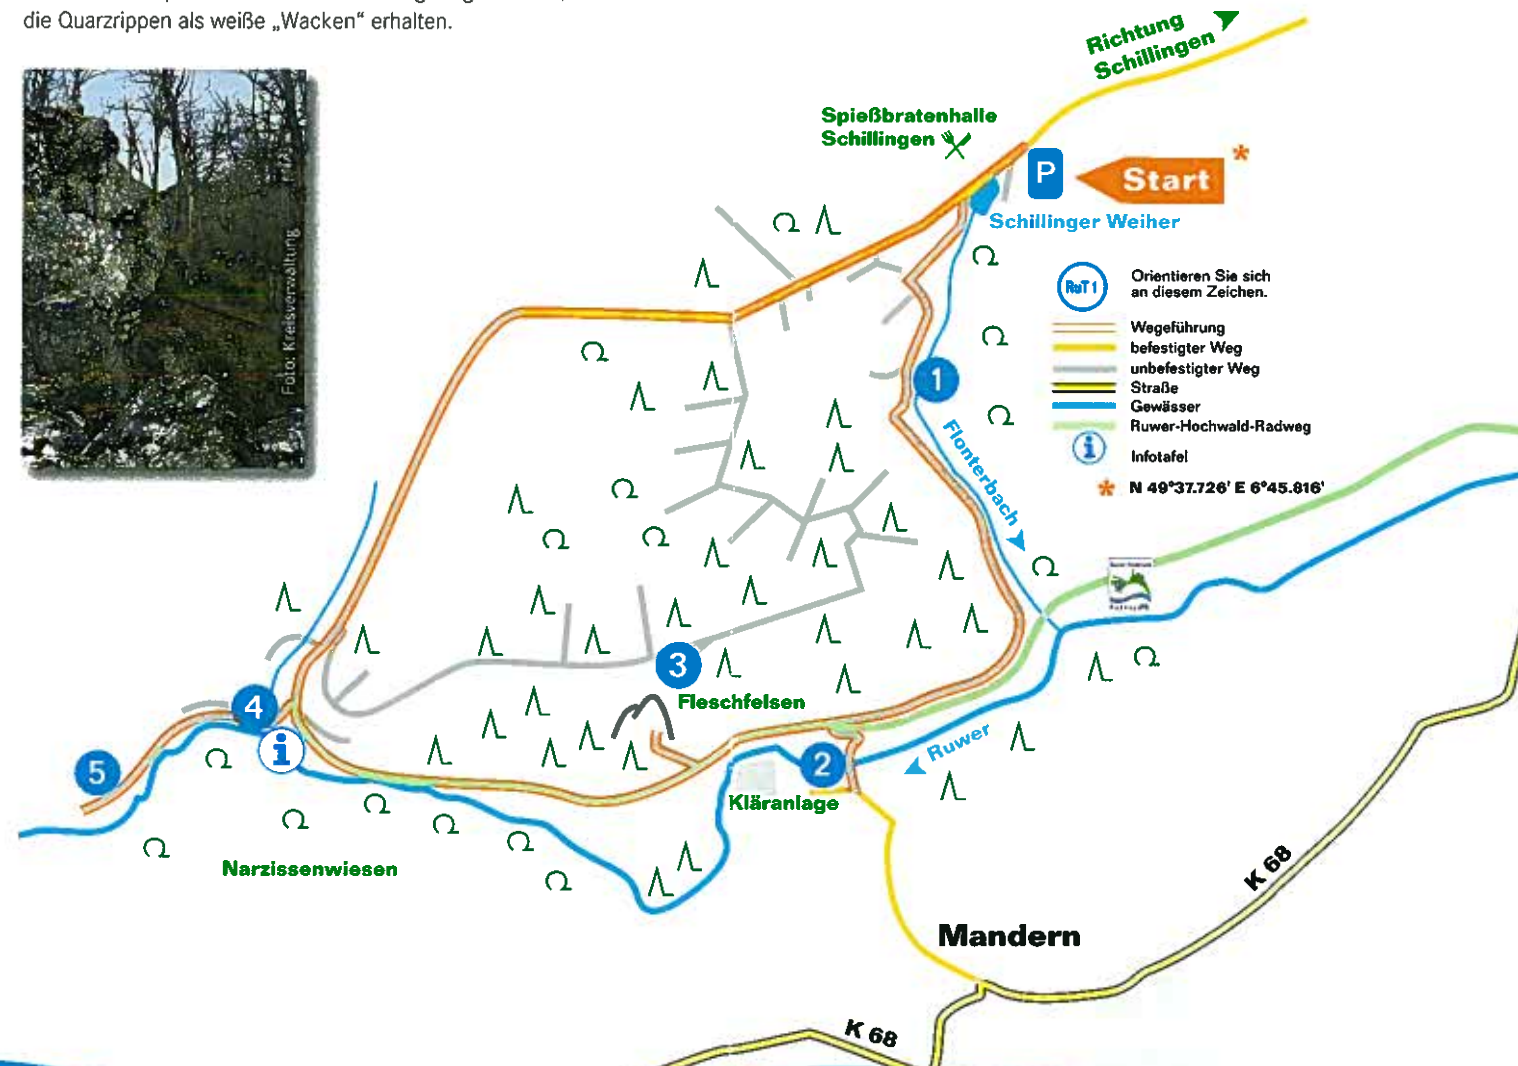 die Quarzrippen als weiße „Wacken“ erhalten.
Foto: Kreisverwaltung
Richtung
Schillingen
Spießbratenhalle
Schillingen
P
Start
*
Schillinger Weiher
RuT 1
Orientieren Sie sich
an diesem Zeichen.
Wegeführung
befestigter Weg
unbefestigter Weg
Straße
Gewässer
Ruwer-Hochwald-Radweg
i
Infotafel
* N 49°37.726' E 6°45.816'
1
Flonterbach
3
Fleschfelsen
4
i
5
2
Ruwer
Kläranlage
Narzissenwiesen
K 68
Mandern
K 68